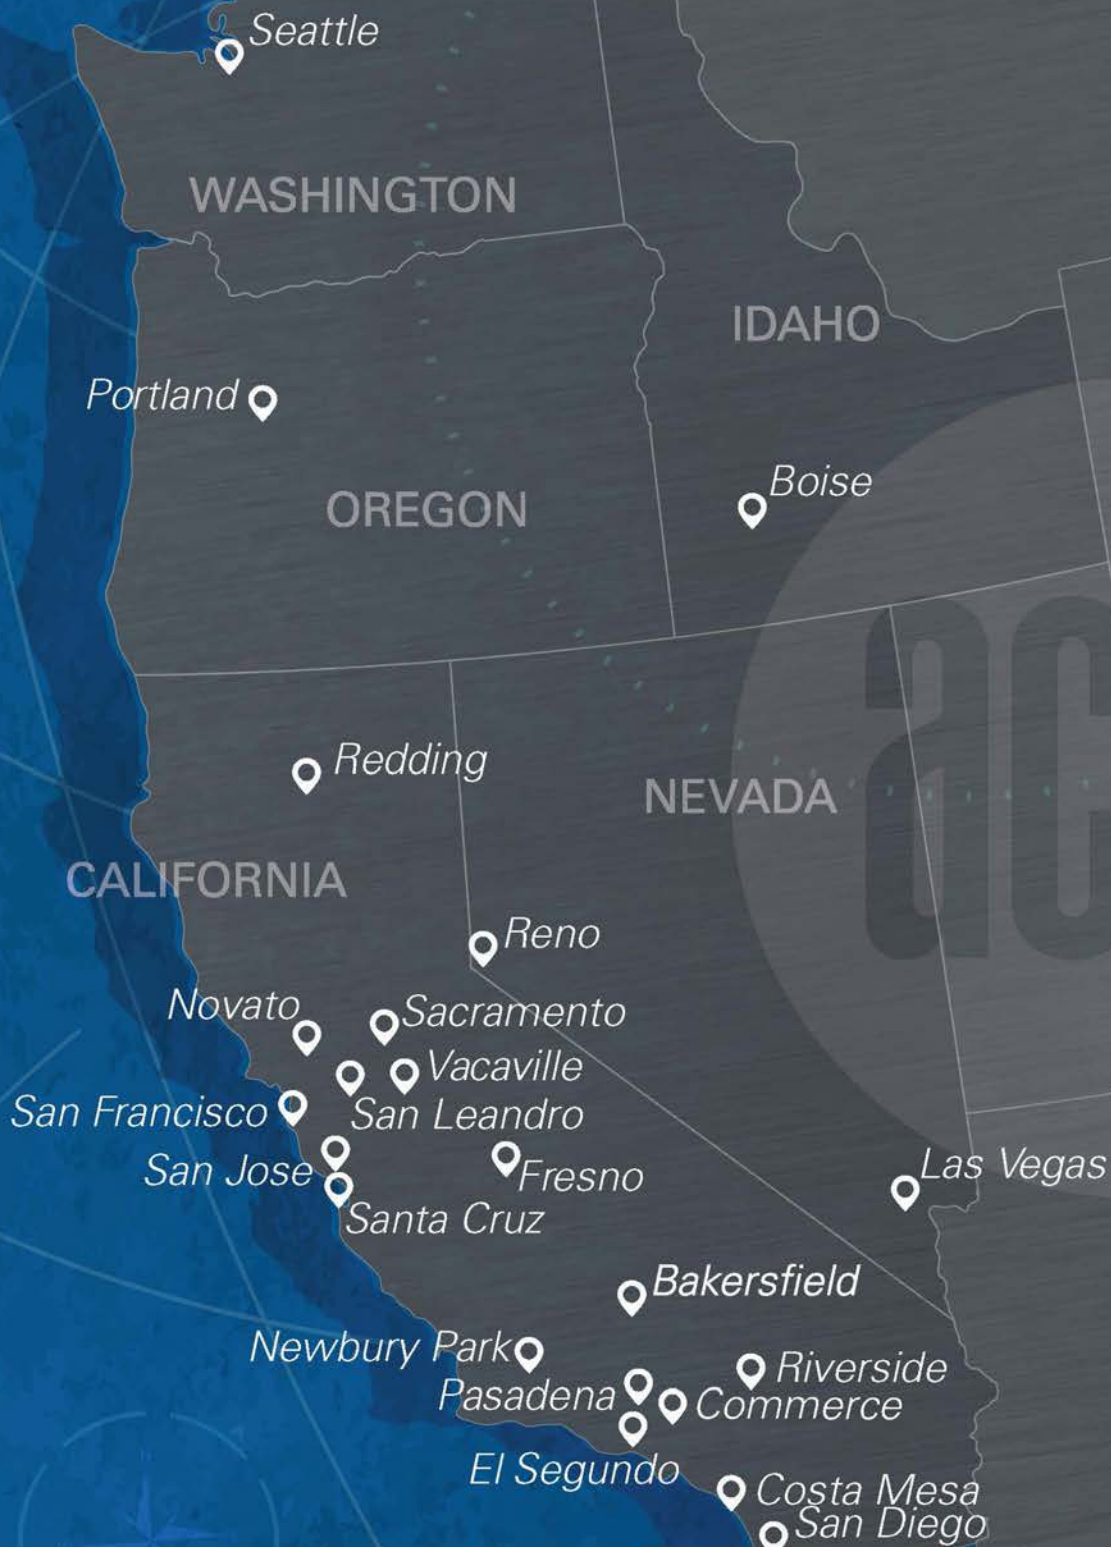 Seattle
WASHINGTON
IDAHO
Portland
Boise
OREGON
Redding
NEVADA
CALIFORNIA
Reno
Novato
Sacramento
Vacaville
San Francisco
San Leandro
San Jose
Fresno
Las Vegas
Santa Cruz
Bakersfield
Newbury Park
Riverside
Pasadena
Commerce
El Segundo
Costa Mesa
San Diego
ac